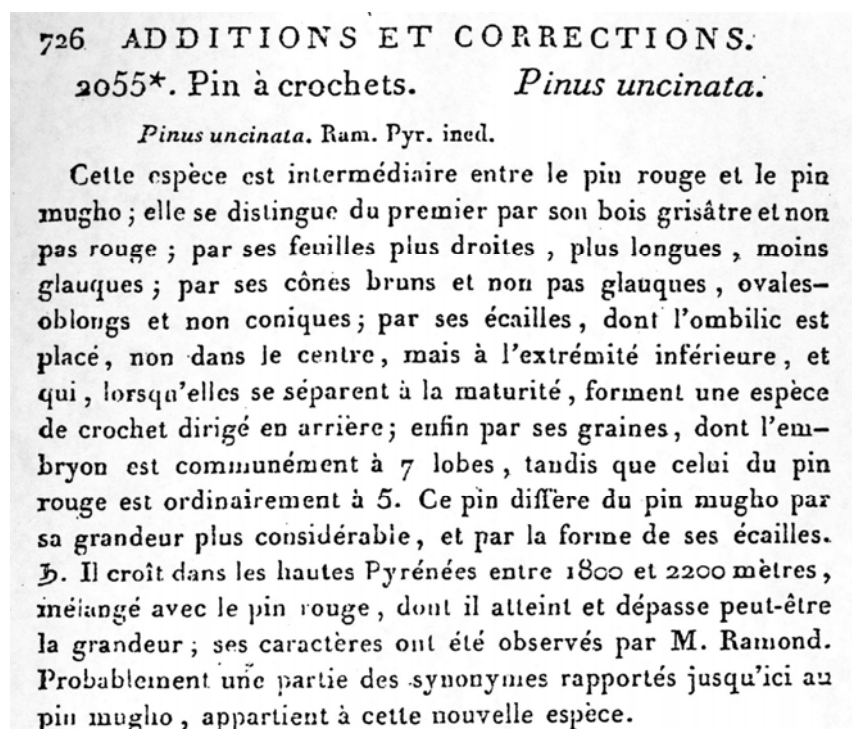 726 ADDITIONS ET CORRECTIONS.
2055*. Pin à crochets. Pinus uncinata.
Pinus uncinata. Ram. Pyr. ined.
Cette espèce est intermédiaire entre le pin rouge et le pin
mugho ; elle se distingue du premier par son bois grisâtre et non
pas rouge ; par ses feuilles plus droites , plus longues , moins
glauques ; par ses cônes bruns et non pas glauques , ovales-
oblongs et non coniques ; par ses écailles , dont l'ombilic est
placé , non dans le centre , mais à l'extrémité inférieure , et
qui , lorsqu'elles se séparent à la maturité , forment une espèce
de crochet dirigé en arrière ; enfin par ses graines , dont l'em-
bryon est communément à 7 lobes , tandis que celui du pin
rouge est ordinairement à 5. Ce pin diffère du pin mugho par
sa grandeur plus considérable , et par la forme de ses écailles.
♄. Il croît dans les hautes Pyrénées entre 1800 et 2200 mètres ,
mélangé avec le pin rouge , dont il atteint et dépasse peut-être
la grandeur ; ses caractères ont été observés par M. Ramond.
Probablement une partie des synonymes rapportés jusqu'ici au
pin mugho , appartient à cette nouvelle espèce.